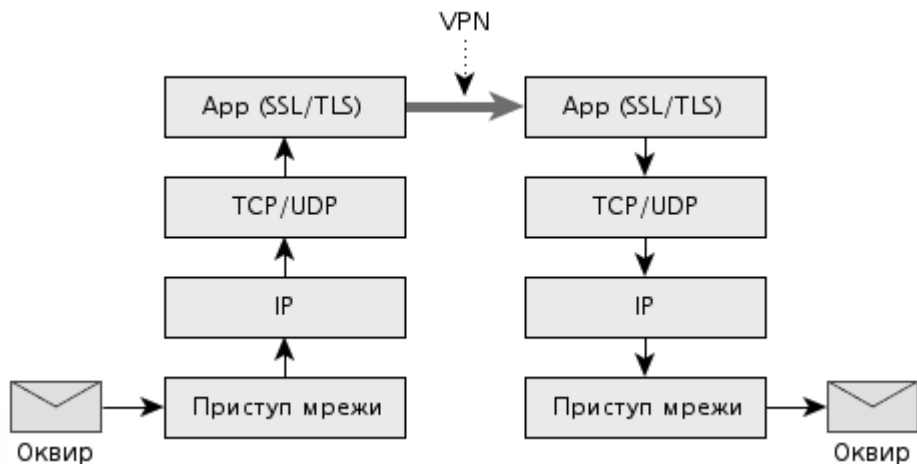 VPN
App (SSL/TLS)
App (SSL/TLS)
TCP/UDP
TCP/UDP
IP
IP
Приступ мрежи
Приступ мрежи
Оквир
Оквир